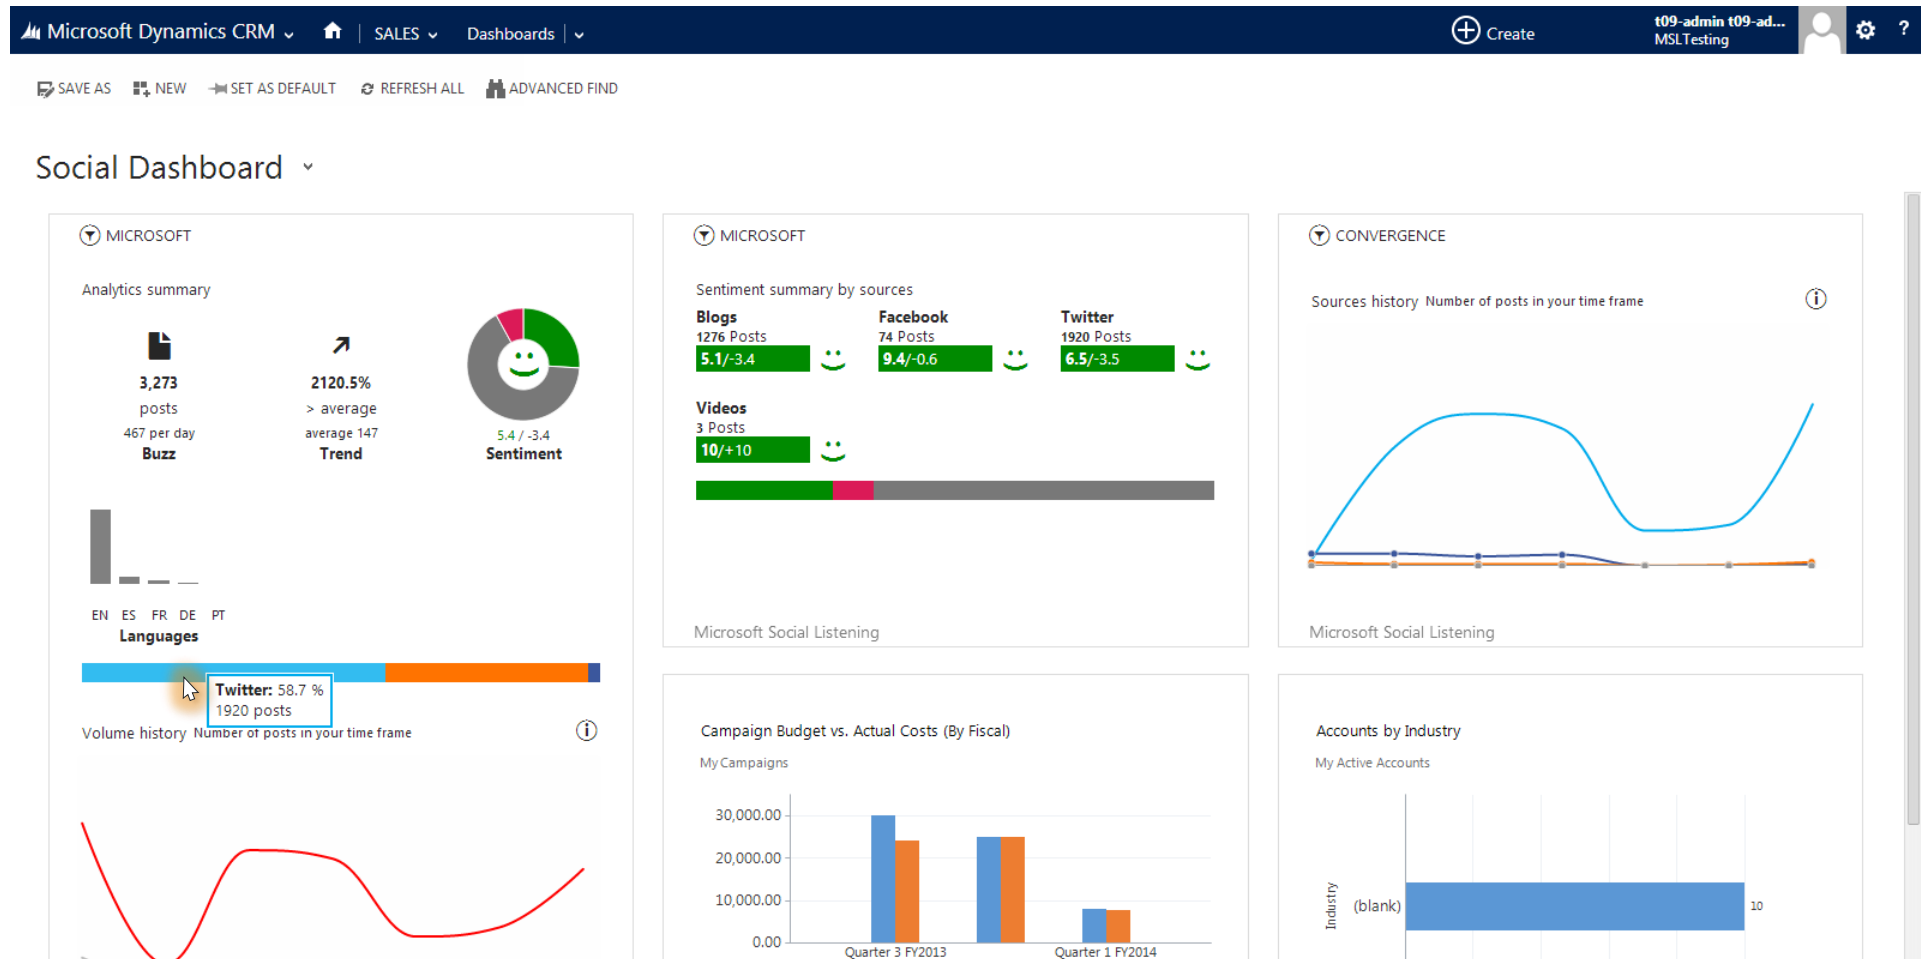 Microsoft Dynamics CRM SALES Dashboards Create t09-admin t09-ad... ?
MSLTesting
SAVE AS NEW SET AS DEFAULT REFRESH ALL ADVANCED FIND
Social Dashboard
MICROSOFT
Analytics summary
3,273 2120.5%
posts > average
467 per day average 147 5.4 / -3.4
Buzz Trend Sentiment
EN ES FR DE PT
Languages
Twitter: 58.7 %
1920 posts
Volume history Number of posts in your time frame
MICROSOFT
Sentiment summary by sources
Blogs Facebook Twitter
1276 Posts 74 Posts 1920 Posts
5.1/-3.4 9.4/-0.6 6.5/-3.5
Videos
3 Posts
10/+10
Microsoft Social Listening
CONVERGENCE
Sources history Number of posts in your time frame
Microsoft Social Listening
Campaign Budget vs. Actual Costs (By Fiscal)
My Campaigns
30,000.00
20,000.00
10,000.00
0.00
Quarter 3 FY2013 Quarter 1 FY2014
Accounts by Industry
My Active Accounts
Industry
(blank) 10